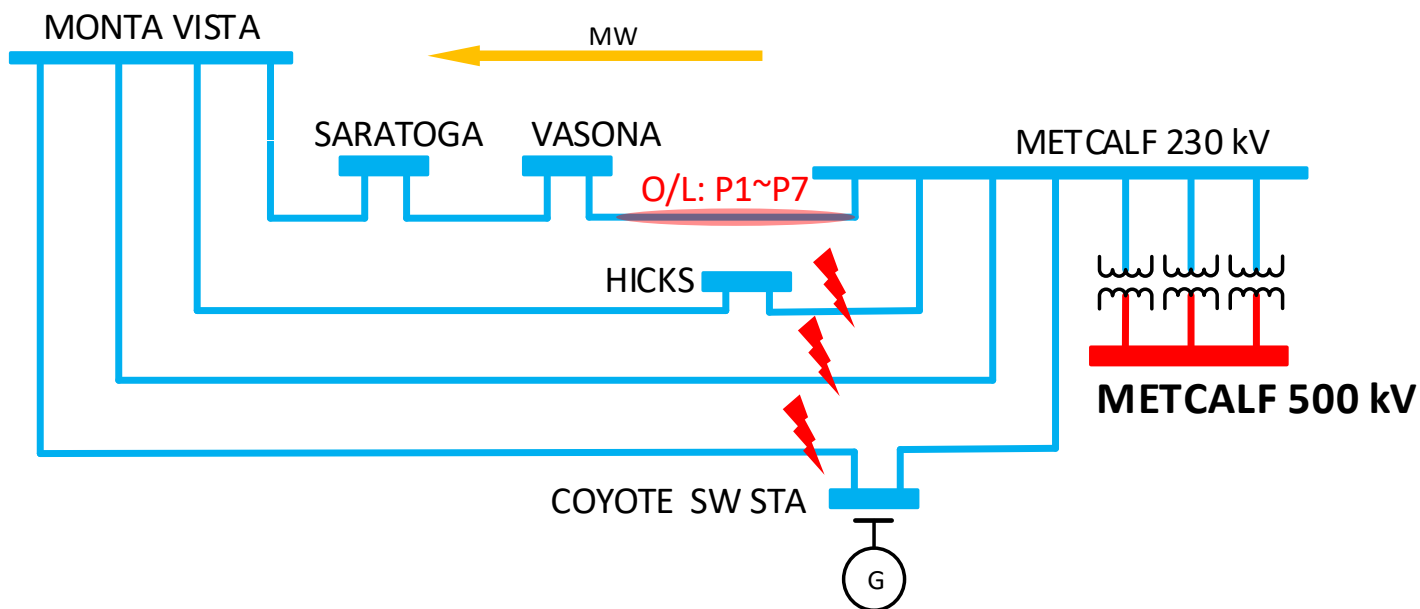 MONTA VISTA
MW
SARATOGA
VASONA
METCALF 230 kV
O/L: P1~P7
HICKS
METCALF 500 kV
COYOTE SW STA
G